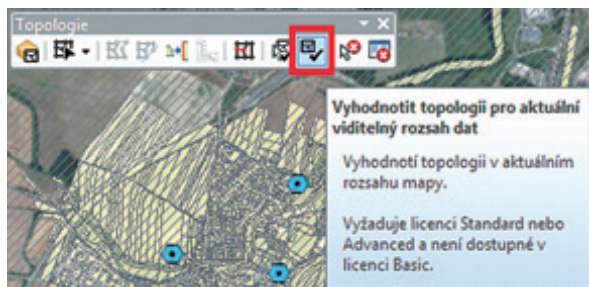 Topologie
Vyhodnotit topologii pro aktuální
viditelný rozsah dat
Vyhodnotí topologii v aktuálním
rozsahu mapy.
Vyžaduje licenci Standard nebo
Advanced a není dostupné v
licenci Basic.